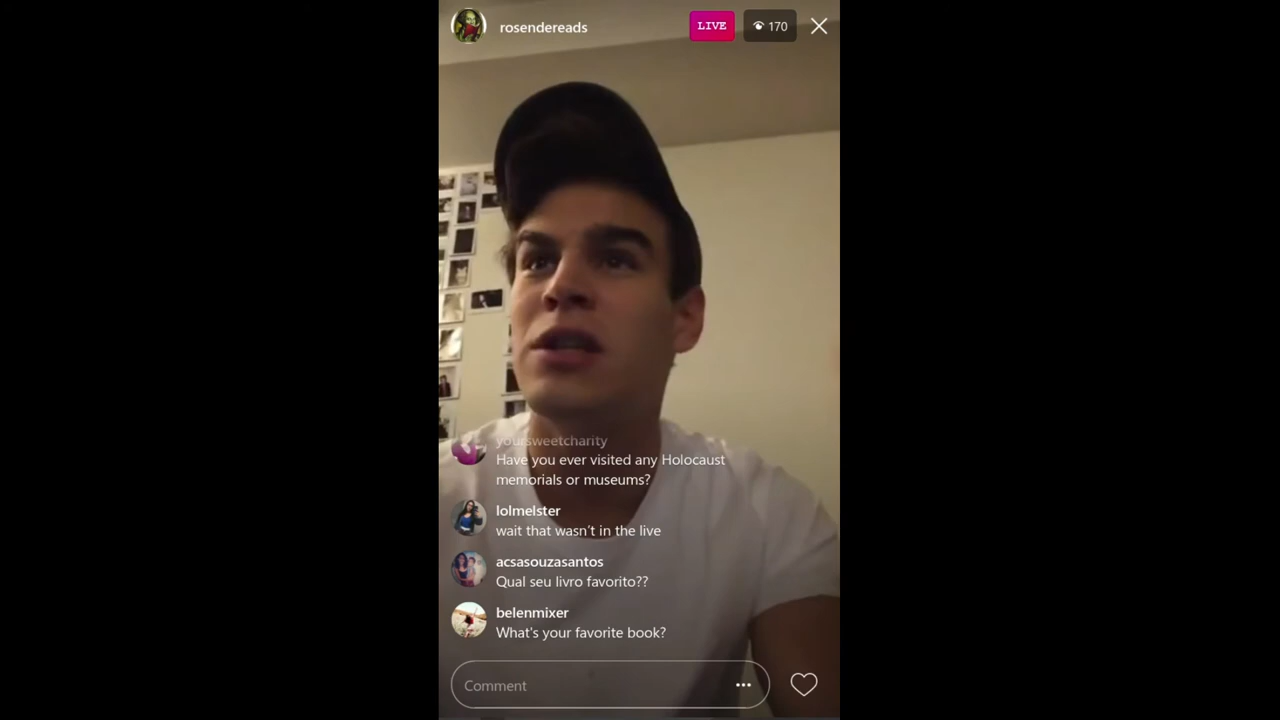 rosendereads
LIVE
170
yoursweetcharity
Have you ever visited any Holocaust
memorials or museums?
lolmelster
wait that wasn't in the live
acsasouzasantos
Qual seu livro favorito??
belenmixer
What's your favorite book?
Comment